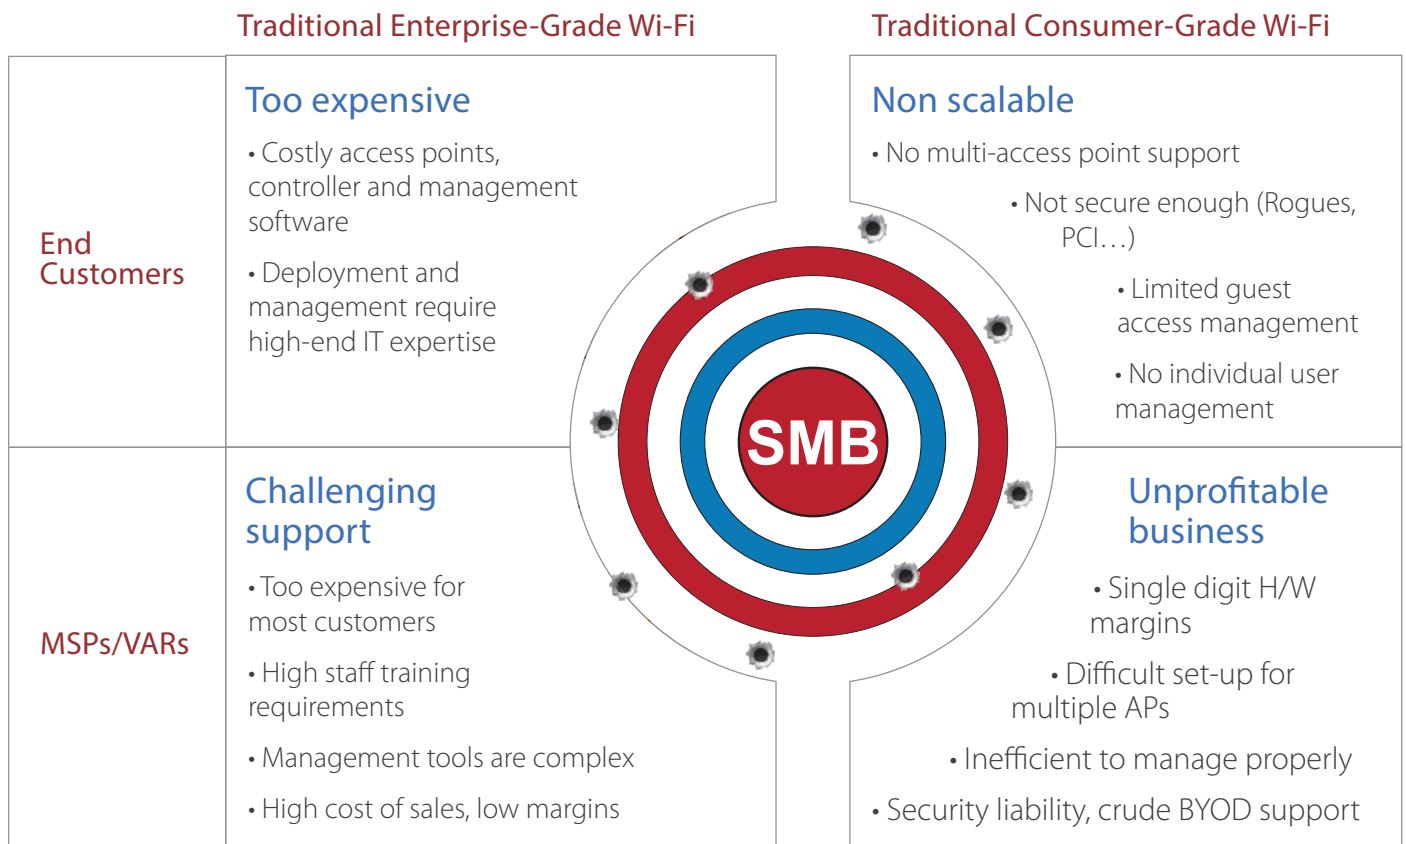 Traditional Enterprise-Grade Wi-Fi
Traditional Consumer-Grade Wi-Fi
End
Customers
Too expensive
• Costly access points,
controller and management
software
• Deployment and
management require
high-end IT expertise
Non scalable
• No multi-access point support
• Not secure enough (Rogues,
PCI...)
• Limited guest
access management
• No individual user
management
SMB
MSPs/VARs
Challenging
support
• Too expensive for
most customers
• High staff training
requirements
• Management tools are complex
• High cost of sales, low margins
Unprofitable
business
• Single digit H/W
margins
• Difficult set-up for
multiple APs
• Inefficient to manage properly
• Security liability, crude BYOD support